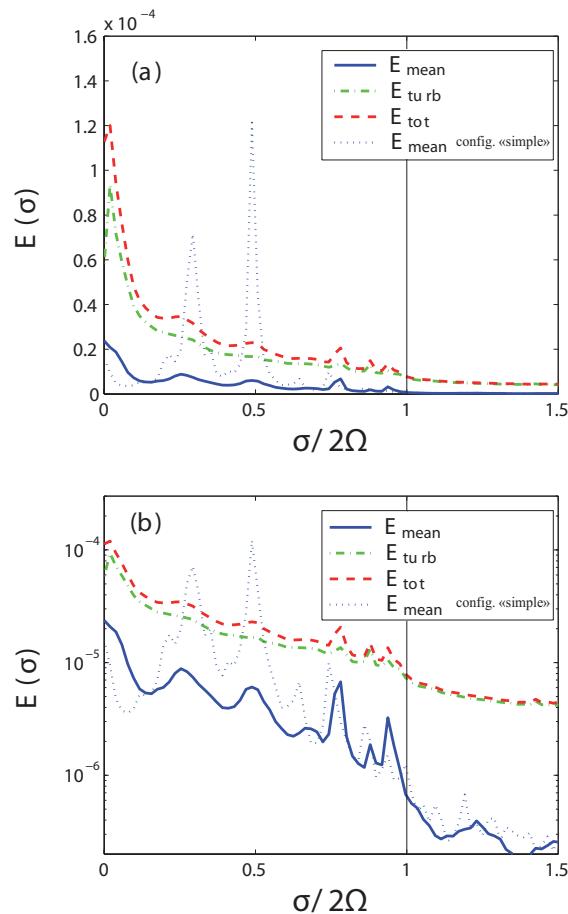 x 10⁻⁴
1.6
(a)
E mean
E tu rb
E to t
E mean config. «simple»
1.4
1.2
1
0.8
0.6
0.4
0.2
0
E (σ)
0 0.5 1 1.5
σ/ 2Ω
(b)
E mean
E tu rb
E to t
E mean config. «simple»
10⁻⁴
10⁻⁵
10⁻⁶
E (σ)
0 0.5 1 1.5
σ/ 2Ω